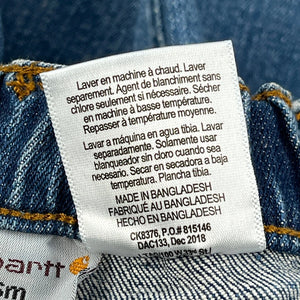 Laver en machine à chaud. Laver
separement. Agent de blanchiment sans
chlore seulement si nécessaire. Sécher
en machine à basse température.
Repasser à température moyenne.
Lavar a máquina en agua tibia. Lavar
separadamente. Solamente usar
blanqueador sin cloro cuando sea
necesario. Secar en secadora a baja
temperatura. Plancha tibia.
MADE IN BANGLADESH
FABRIQUÉ AU BANGLADESH
HECHO EN BANGLADESH
CK8376, P.O.# 815146
DAC133, Dec 2018